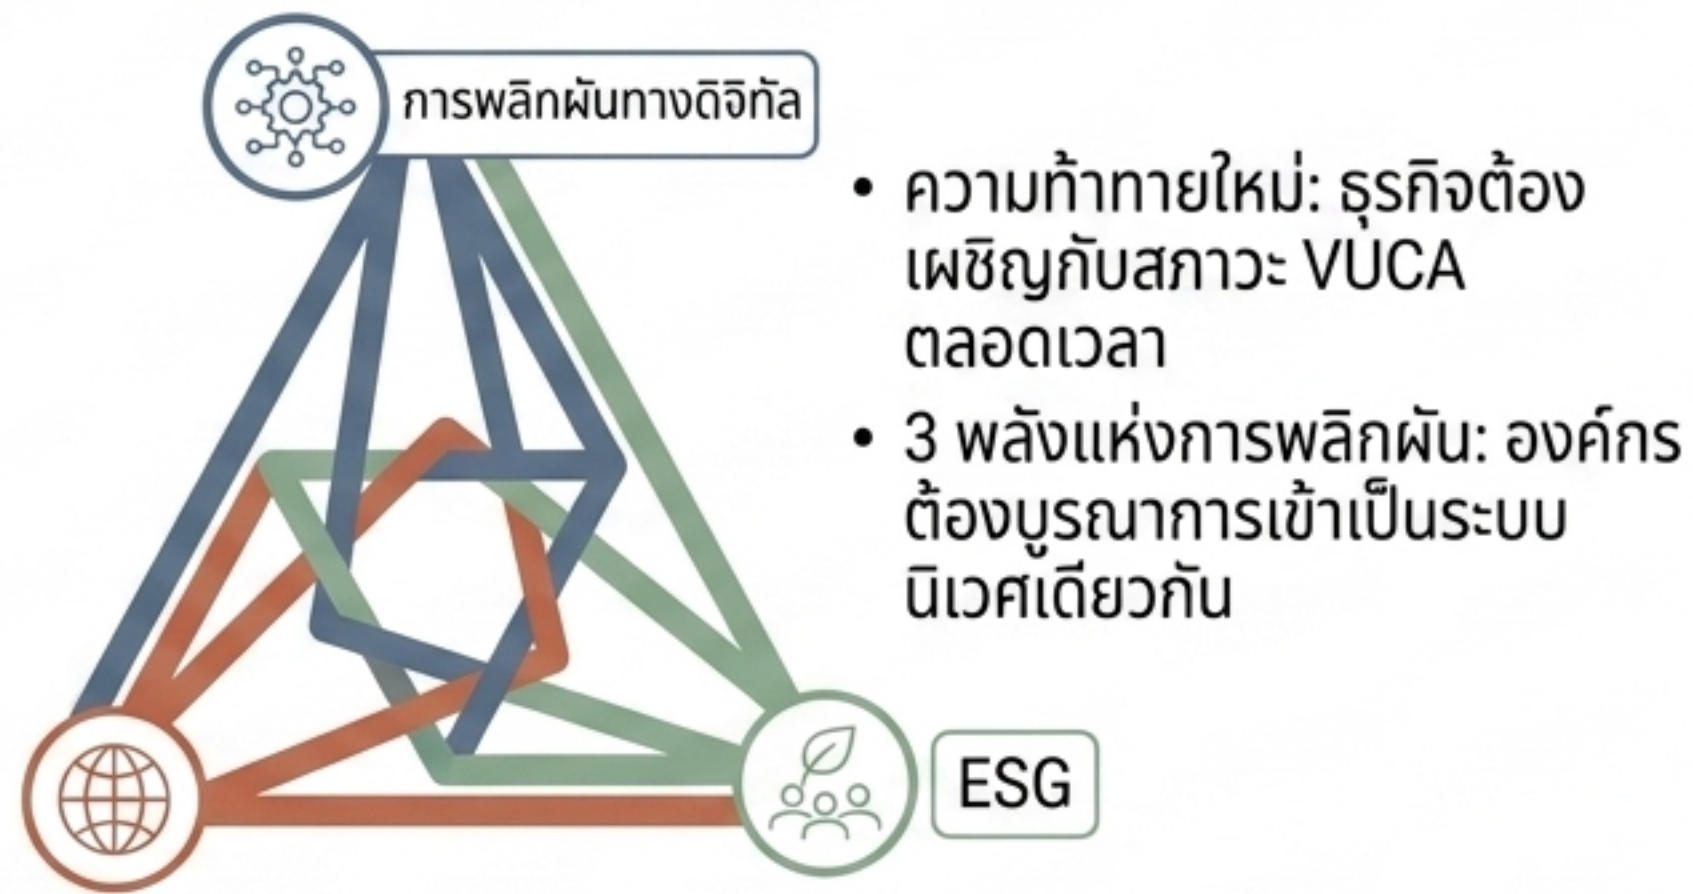 การพลิทผันทางดิจิทัล
• ความท้าทายใหม่: ธุรกิจต้อง
เผชิญกับสภาวะ VUCA
ตลอดเวลา
• 3 พลังแห่งการพลิกผัน: องค์กร
ต้องบูรณาการเข้าเป็นระบบ
นิเวศเดียวกัน
ESG